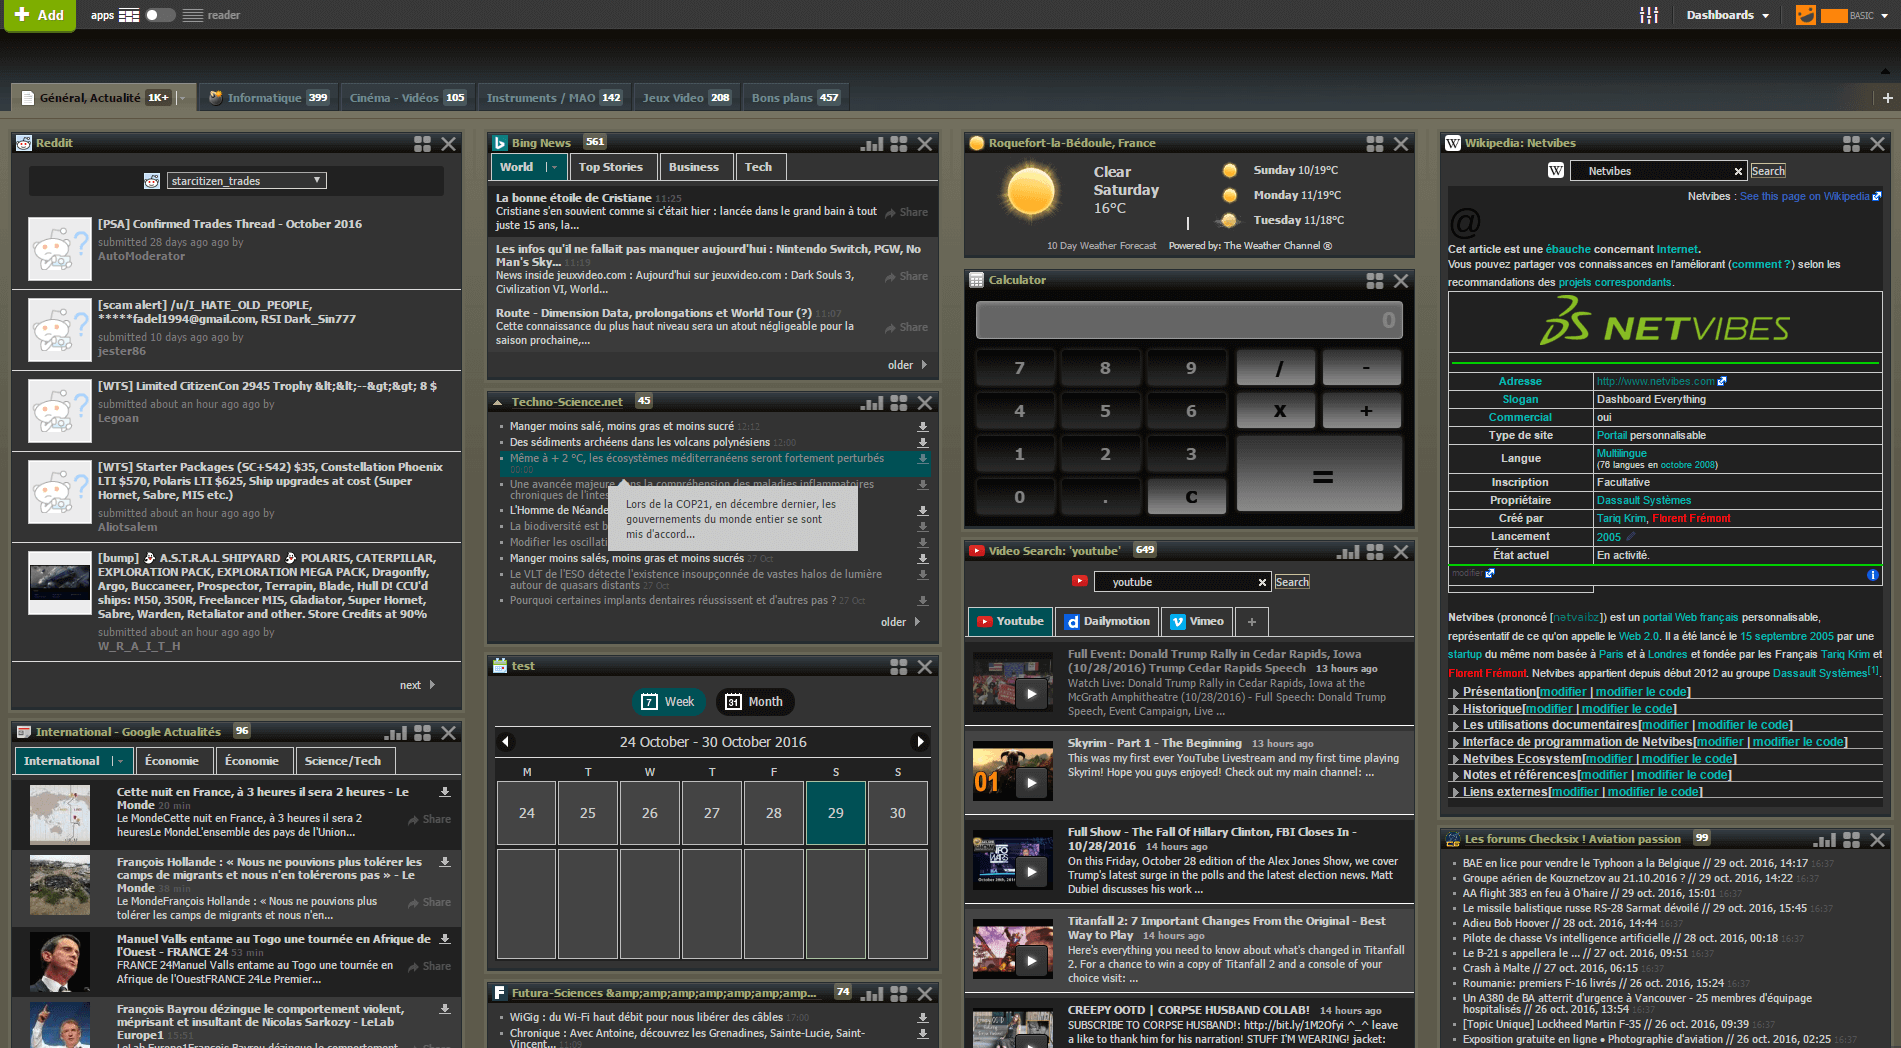 Add
apps
reader
Dashboards
BASIC
Général, Actualité 1K+
Informatique 399
Cinéma - Vidéos 105
Instruments / MAO 142
Jeux Video 208
Bons plans 457
Reddit
starcitizen_trades
[PSA] Confirmed Trades Thread - October 2016
submitted 28 days ago ago by
AutoModerator
[scam alert] /u/I_HATE_OLD_PEOPLE,
*****fadel1994@gmail.com, RSI Dark_Sin777
submitted 10 days ago ago by
jester86
[WTS] Limited CitizenCon 2945 Trophy &lt;&lt;--&gt;&gt; 8 $
submitted about an hour ago ago by
Legoan
[WTS] Starter Packages (SC+S42) $35, Constellation Phoenix
LTI $570, Polaris LTI $625, Ship upgrades at cost (Super
Hornet, Sabre, MIS etc.)
submitted about an hour ago ago by
Aliotsalem
[bump] 👻 A.S.T.R.A.L SHIPYARD 👻 POLARIS, CATERPILLAR,
EXPLORATION PACK, EXPLORATION MEGA PACK, Dragonfly,
Argo, Buccaneer, Prospector, Terrapin, Blade, Hull D! CCU'd
ships: M50, 350R, Freelancer MIS, Gladiator, Super Hornet,
Sabre, Warden, Retaliator and other. Store Credits at 90%
submitted about an hour ago ago by
W_R_A_I_T_H
next
International - Google Actualités 96
International
Économie
Économie
Science/Tech
Cette nuit en France, à 3 heures il sera 2 heures - Le
Monde 20 min
Le MondeCette nuit en France, à 3 heures il sera 2
heuresLe MondeL'ensemble des pays de l'Union...
Share
François Hollande : « Nous ne pouvions plus tolérer les
camps de migrants et nous n'en tolérerons pas » - Le
Monde 38 min
Le MondeFrançois Hollande : « Nous ne pouvions plus
tolérer les camps de migrants et nous n'en...
Share
Manuel Valls entame au Togo une tournée en Afrique de
l'Ouest - FRANCE 24 53 min
FRANCE 24Manuel Valls entame au Togo une tournée en
Afrique de l'OuestFRANCE 24Le Premier...
Share
François Bayrou dézingue le comportement violent,
méprisant et insultant de Nicolas Sarkozy - LeLab
Europe1 15:51
LeLab Europe1François Bayrou dézingue le comportement
Bing News 561
World
Top Stories
Business
Tech
La bonne étoile de Cristiane 11:25
Cristiane s'en souvient comme si c'était hier : lancée dans le grand bain à tout
juste 15 ans, la...
Share
Les infos qu'il ne fallait pas manquer aujourd'hui : Nintendo Switch, PGW, No
Man's Sky... 11:19
News inside jeuxvideo.com : Aujourd'hui sur jeuxvideo.com : Dark Souls 3,
Civilization VI, World...
Share
Route - Dimension Data, prolongations et World Tour (?) 11:07
Cette connaissance du plus haut niveau sera un atout négligeable pour la
saison prochaine,...
Share
older
Techno-Science.net 45
Manger moins salé, moins gras et moins sucré 12:12
Des sédiments archéens dans les volcans polynésiens 12:00
Même à + 2 °C, les écosystèmes méditerranéens seront fortement perturbés
00:00
Une avancée majeure dans la compréhension des maladies inflammatoires
chroniques de l'intes
L'Homme de Néande
La biodiversité est b
Modifier les oscillati
Lors de la COP21, en décembre dernier, les
gouvernements du monde entier se sont
mis d'accord...
Manger moins salés, moins gras et moins sucrés 27 Oct
Le VLT de l'ESO détecte l'existence insoupçonnée de vastes halos de lumière
autour de quasars distants 27 Oct
Pourquoi certaines implants dentaires réussissent et d'autres pas ? 27 Oct
older
test
7 Week
31 Month
24 October - 30 October 2016
M T W T F S S
24 25 26 27 28 29 30
Futura-Sciences &amp;amp;amp;amp;amp;amp... 74
WiGig : du Wi-Fi haut débit pour nous libérer des câbles 17:00
Chronique : Avec Antoine, découvrez les Grenadines, Sainte-Lucie, Saint-
Vincent... 11:09
Roquefort-la-Bédoule, France
Clear
Saturday
16°C
Sunday 10/19°C
Monday 11/19°C
Tuesday 11/18°C
10 Day Weather Forecast Powered by: The Weather Channel ®
Calculator
0
7 8 9 / -
4 5 6 X +
1 2 3 =
0 . C
Video Search: 'youtube' 649
youtube
Search
Youtube
Dailymotion
Vimeo
+
Full Event: Donald Trump Rally in Cedar Rapids, Iowa
(10/28/2016) Trump Cedar Rapids Speech 13 hours ago
Watch Live: Donald Trump Rally in Cedar Rapids, Iowa at the
McGrath Amphitheatre (10/28/2016) - Full Speech: Donald Trump
Speech, Event Campaign, Live ...
01
Skyrim - Part 1 - The Beginning 13 hours ago
This was my first ever YouTube Livestream and my first time playing
Skyrim! Hope you guys enjoyed! Check out my main channel: ...
Full Show - The Fall Of Hillary Clinton, FBI Closes In -
10/28/2016 14 hours ago
On this Friday, October 28 edition of the Alex Jones Show, we cover
Trump's latest surge in the polls and the latest election news. Matt
Dubiel discusses his work ...
Titanfall 2: 7 Important Changes From the Original - Best
Way to Play 14 hours ago
Here's everything you need to know about what's changed in Titanfall
2. For a chance to win a copy of Titanfall 2 and a console of your
choice visit: ...
CREEPY OOTD | CORPSE HUSBAND COLLAB! 14 hours ago
SUBSCRIBE TO CORPSE HUSBAND!: http://bit.ly/1M2Ofyi ^_^ leave
a like to thank him for his narration! STUFF I'M WEARING! jacket:
Wikipedia: Netvibes
Netvibes
Search
Netvibes : See this page on Wikipedia
@
Cet article est une ébauche concernant Internet.
Vous pouvez partager vos connaissances en l'améliorant (comment ?) selon les
recommandations des projets correspondants.
NETVIBES
Adresse http://www.netvibes.com
Slogan Dashboard Everything
Commercial oui
Type de site Portail personnalisable
Langue Multilingue
(76 langues en octobre 2008)
Inscription Facultative
Propriétaire Dassault Systèmes
Créé par Tariq Krim, Florent Frémont
Lancement 2005
État actuel En activité.
modifier
Netvibes (prononcé [nətvaibz]) est un portail Web français personnalisable,
représentatif de ce qu'on appelle le Web 2.0. Il a été lancé le 15 septembre 2005 par une
startup du même nom basée à Paris et à Londres et fondée par les Français Tariq Krim et
Florent Frémont. Netvibes appartient depuis début 2012 au groupe Dassault Systèmes[1].
Présentation[modifier | modifier le code]
Historique[modifier | modifier le code]
Les utilisations documentaires[modifier | modifier le code]
Interface de programmation de Netvibes[modifier | modifier le code]
Netvibes Ecosystem[modifier | modifier le code]
Notes et références[modifier | modifier le code]
Liens externes[modifier | modifier le code]
Les forums Checksix ! Aviation passion 99
BAE en lice pour vendre le Typhoon a la Belgique // 29 oct. 2016, 14:17 16:37
Groupe aérien de Kouznetzov au 21.10.2016 ? // 29 oct. 2016, 14:22 16:37
AA flight 383 en feu à O'haire // 29 oct. 2016, 15:01 16:37
Le missile balistique russe RS-28 Sarmat dévoilé // 29 oct. 2016, 15:45 16:37
Adieu Bob Hoover // 28 oct. 2016, 14:44 16:37
Pilote de chasse Vs intelligence artificielle // 28 oct. 2016, 00:18 16:37
Le B-21 s appellera le ... // 27 oct. 2016, 09:51 16:37
Crash à Malte // 27 oct. 2016, 06:15 16:37
Roumanie: premiers F-16 livrés // 26 oct. 2016, 15:24 16:37
Un A380 de BA atterrit d'urgence à Vancouver - 25 membres d'équipage
hospitalisés // 26 oct. 2016, 13:54 16:37
[Topic Unique] Lockheed Martin F-35 // 26 oct. 2016, 09:39 16:37
Exposition gratuite en ligne • Photographie d'aviation // 26 oct. 2016, 02:25 16:37